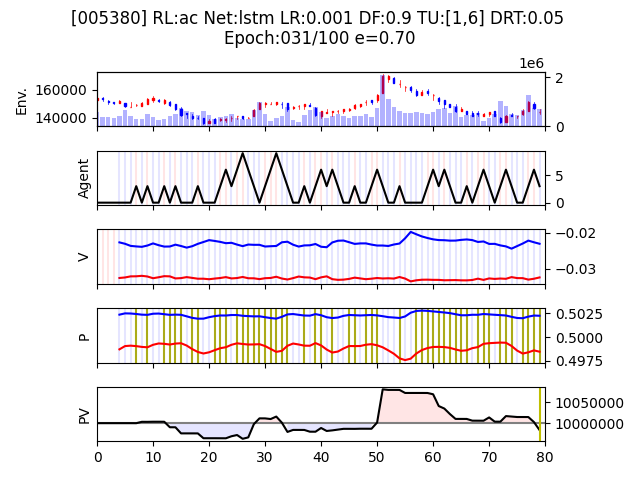 [005380] RL:ac Net:lstm LR:0.001 DF:0.9 TU:[1,6] DRT:0.05
Epoch:031/100 e=0.70
1e6
Env.
160000
140000
2
0
Agent
5
0
V
−0.02
−0.03
P
0.5025
0.5000
0.4975
PV
10050000
10000000
0 10 20 30 40 50 60 70 80